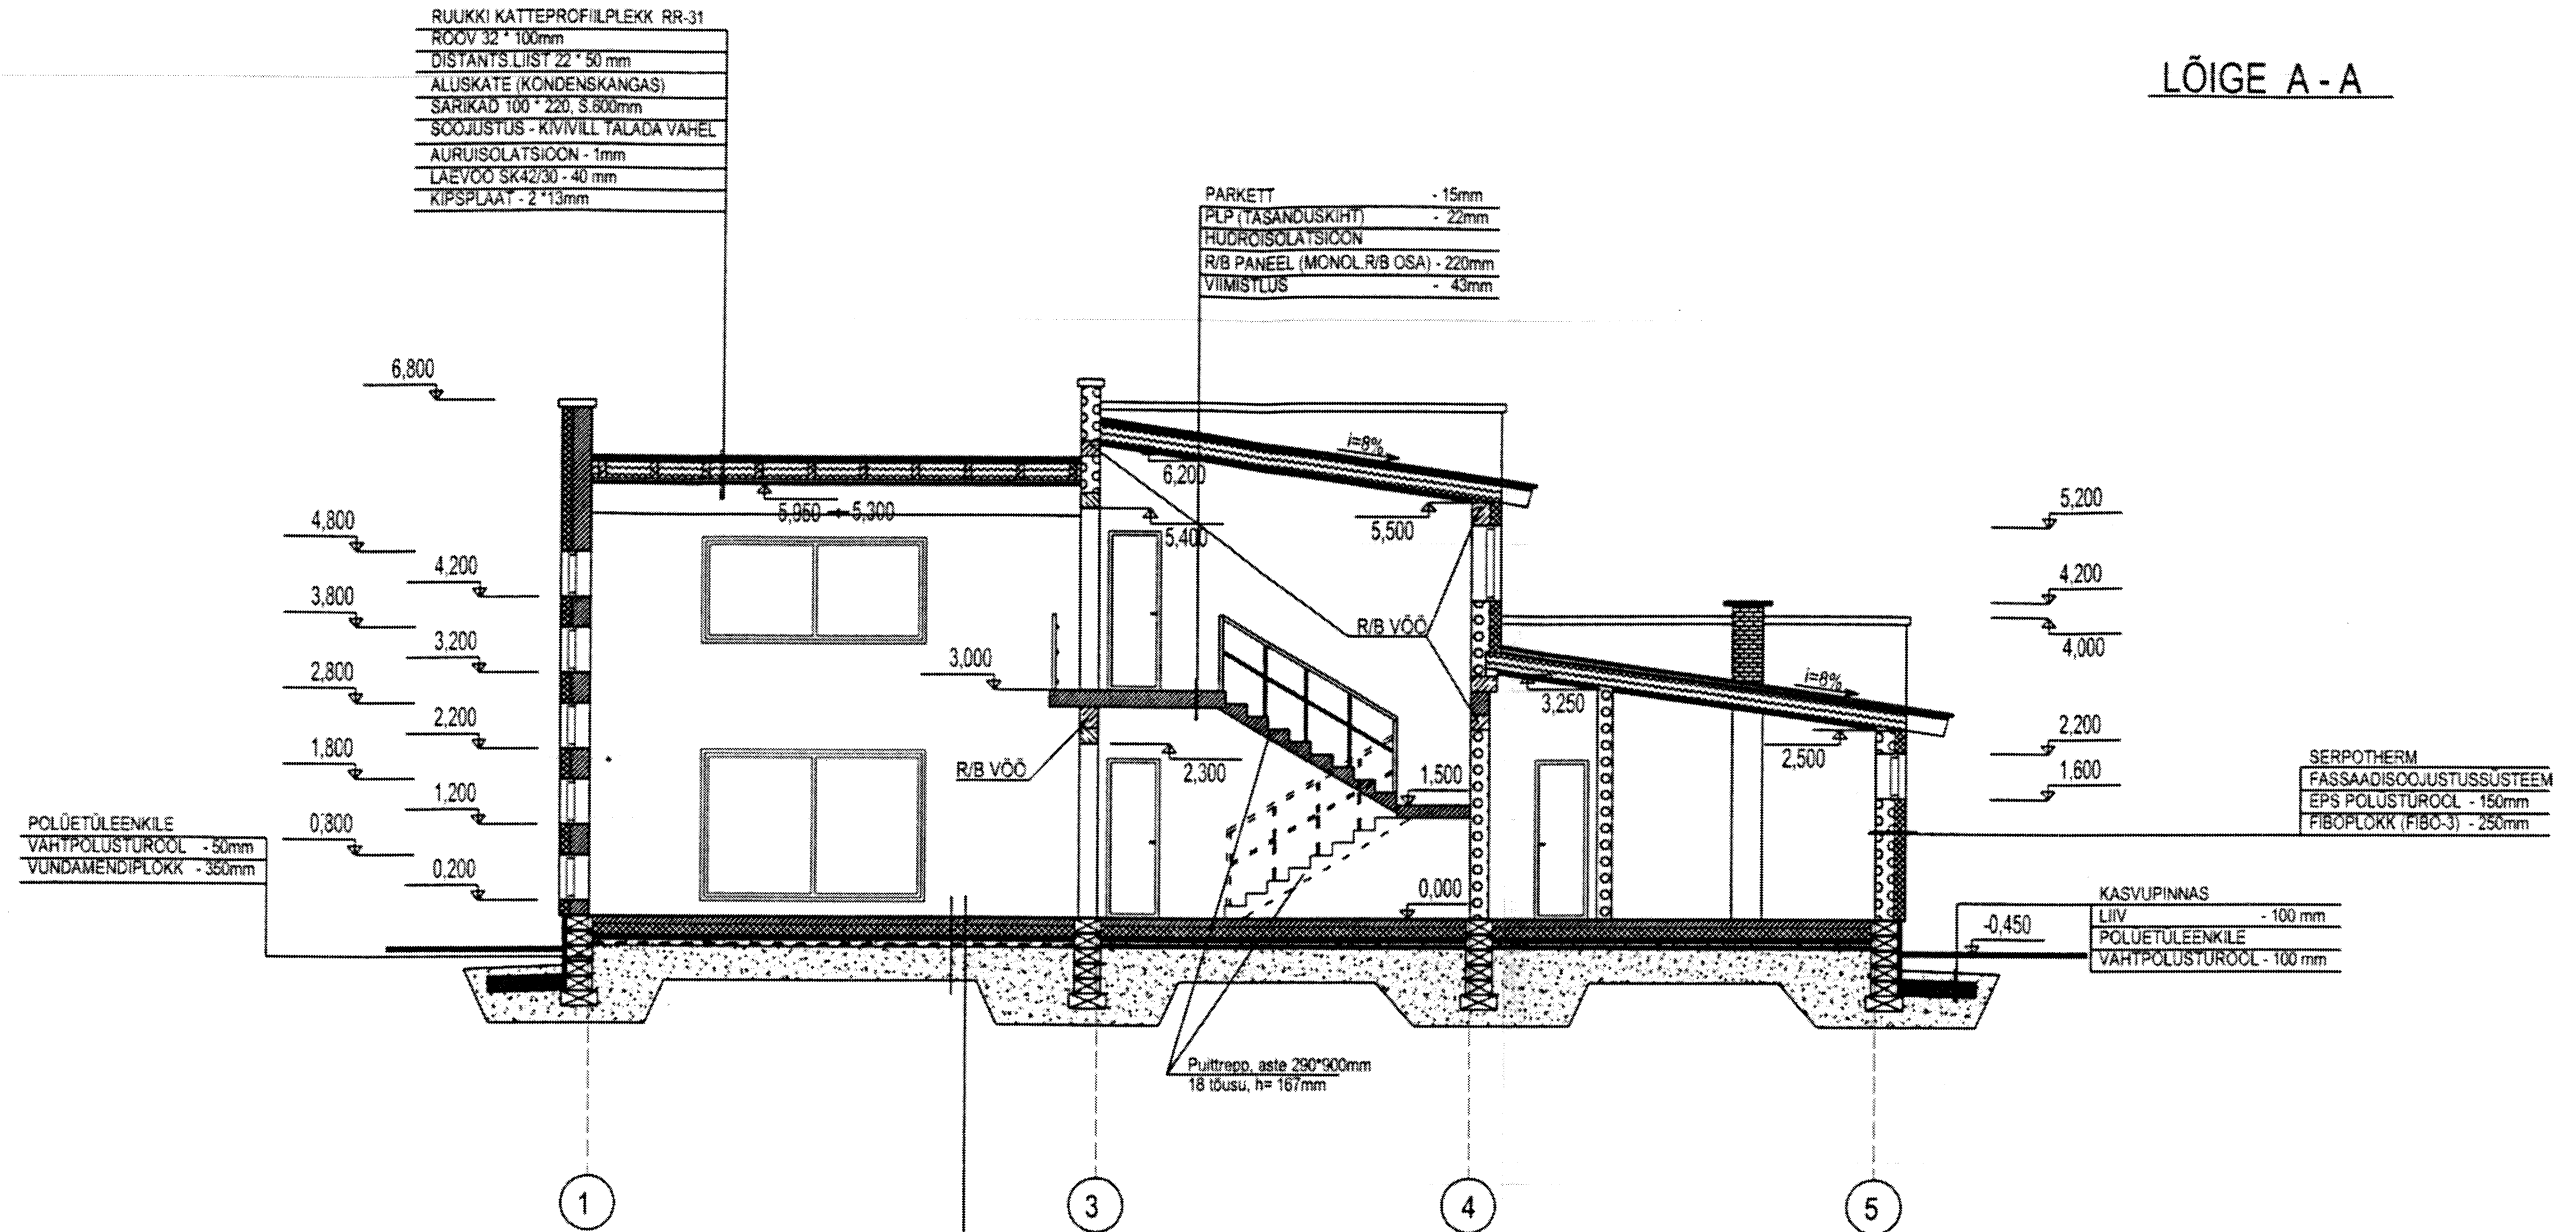 RUUKKI KATTEPROFIILPLEKK RR-31
ROOV 32 * 100mm
DISTANTS.LIIST 22 * 50 mm
ALUSKATE (KONDENSKANGAS)
SARIKAD 100 * 220, S.600mm
SOOJUSTUS - KIVIVILL TALADA VAHEL
AURUISOLATSIOON - 1mm
LAEVOO SK42/30 - 40 mm
KIPSPLAAT - 2 *13mm
LÕIGE A - A
PARKETT - 15mm
PLP (TASANDUSKIHT) - 22mm
HUDROISOLATSIOON
R/B PANEEL (MONOL.R/B OSA) - 220mm
VIIMISTLUS - 43mm
6,800
i=8%
6,200
5,950 5,300
5,400
5,500
5,200
4,800
4,200
4,200
3,800
R/B VÖÖ
4,000
3,200
3,000
2,800
i=8%
3,250
2,200
2,200
1,800
R/B VÖÖ
2,300
2,500
1,500
1,600
1,200
SERPOTHERM
FASSAADISOOJUSTUSSÜSTEEM
EPS POLUSTUROOL - 150mm
FIBOPLOKK (FIBO-3) - 250mm
POLÜETÜLEENKILE
VAHTPOLUSTUROOL - 50mm
VUNDAMENDIPLOKK - 350mm
0,800
0,200
0,000
-0,450
KASVUPINNAS
LIIV - 100 mm
POLUETULEENKILE
VAHTPOLUSTUROOL - 100 mm
Puittrepp, aste 290*900mm
18 tõusu, h= 167mm
1
3
4
5